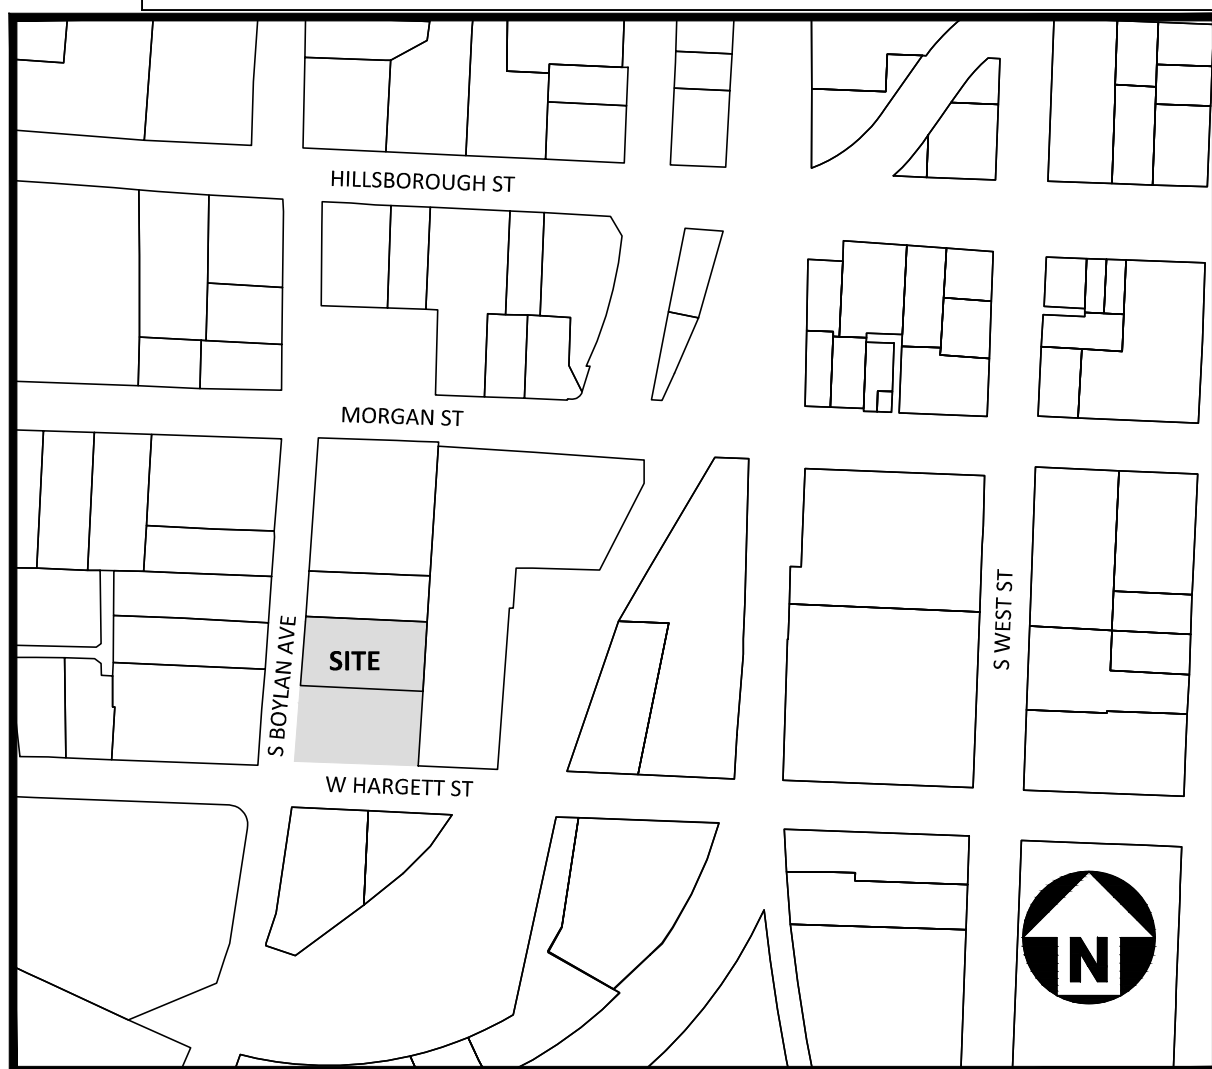 HILLSBOROUGH ST
MORGAN ST
S BOYLAN AVE
SITE
S WEST ST
W HARGETT ST
N